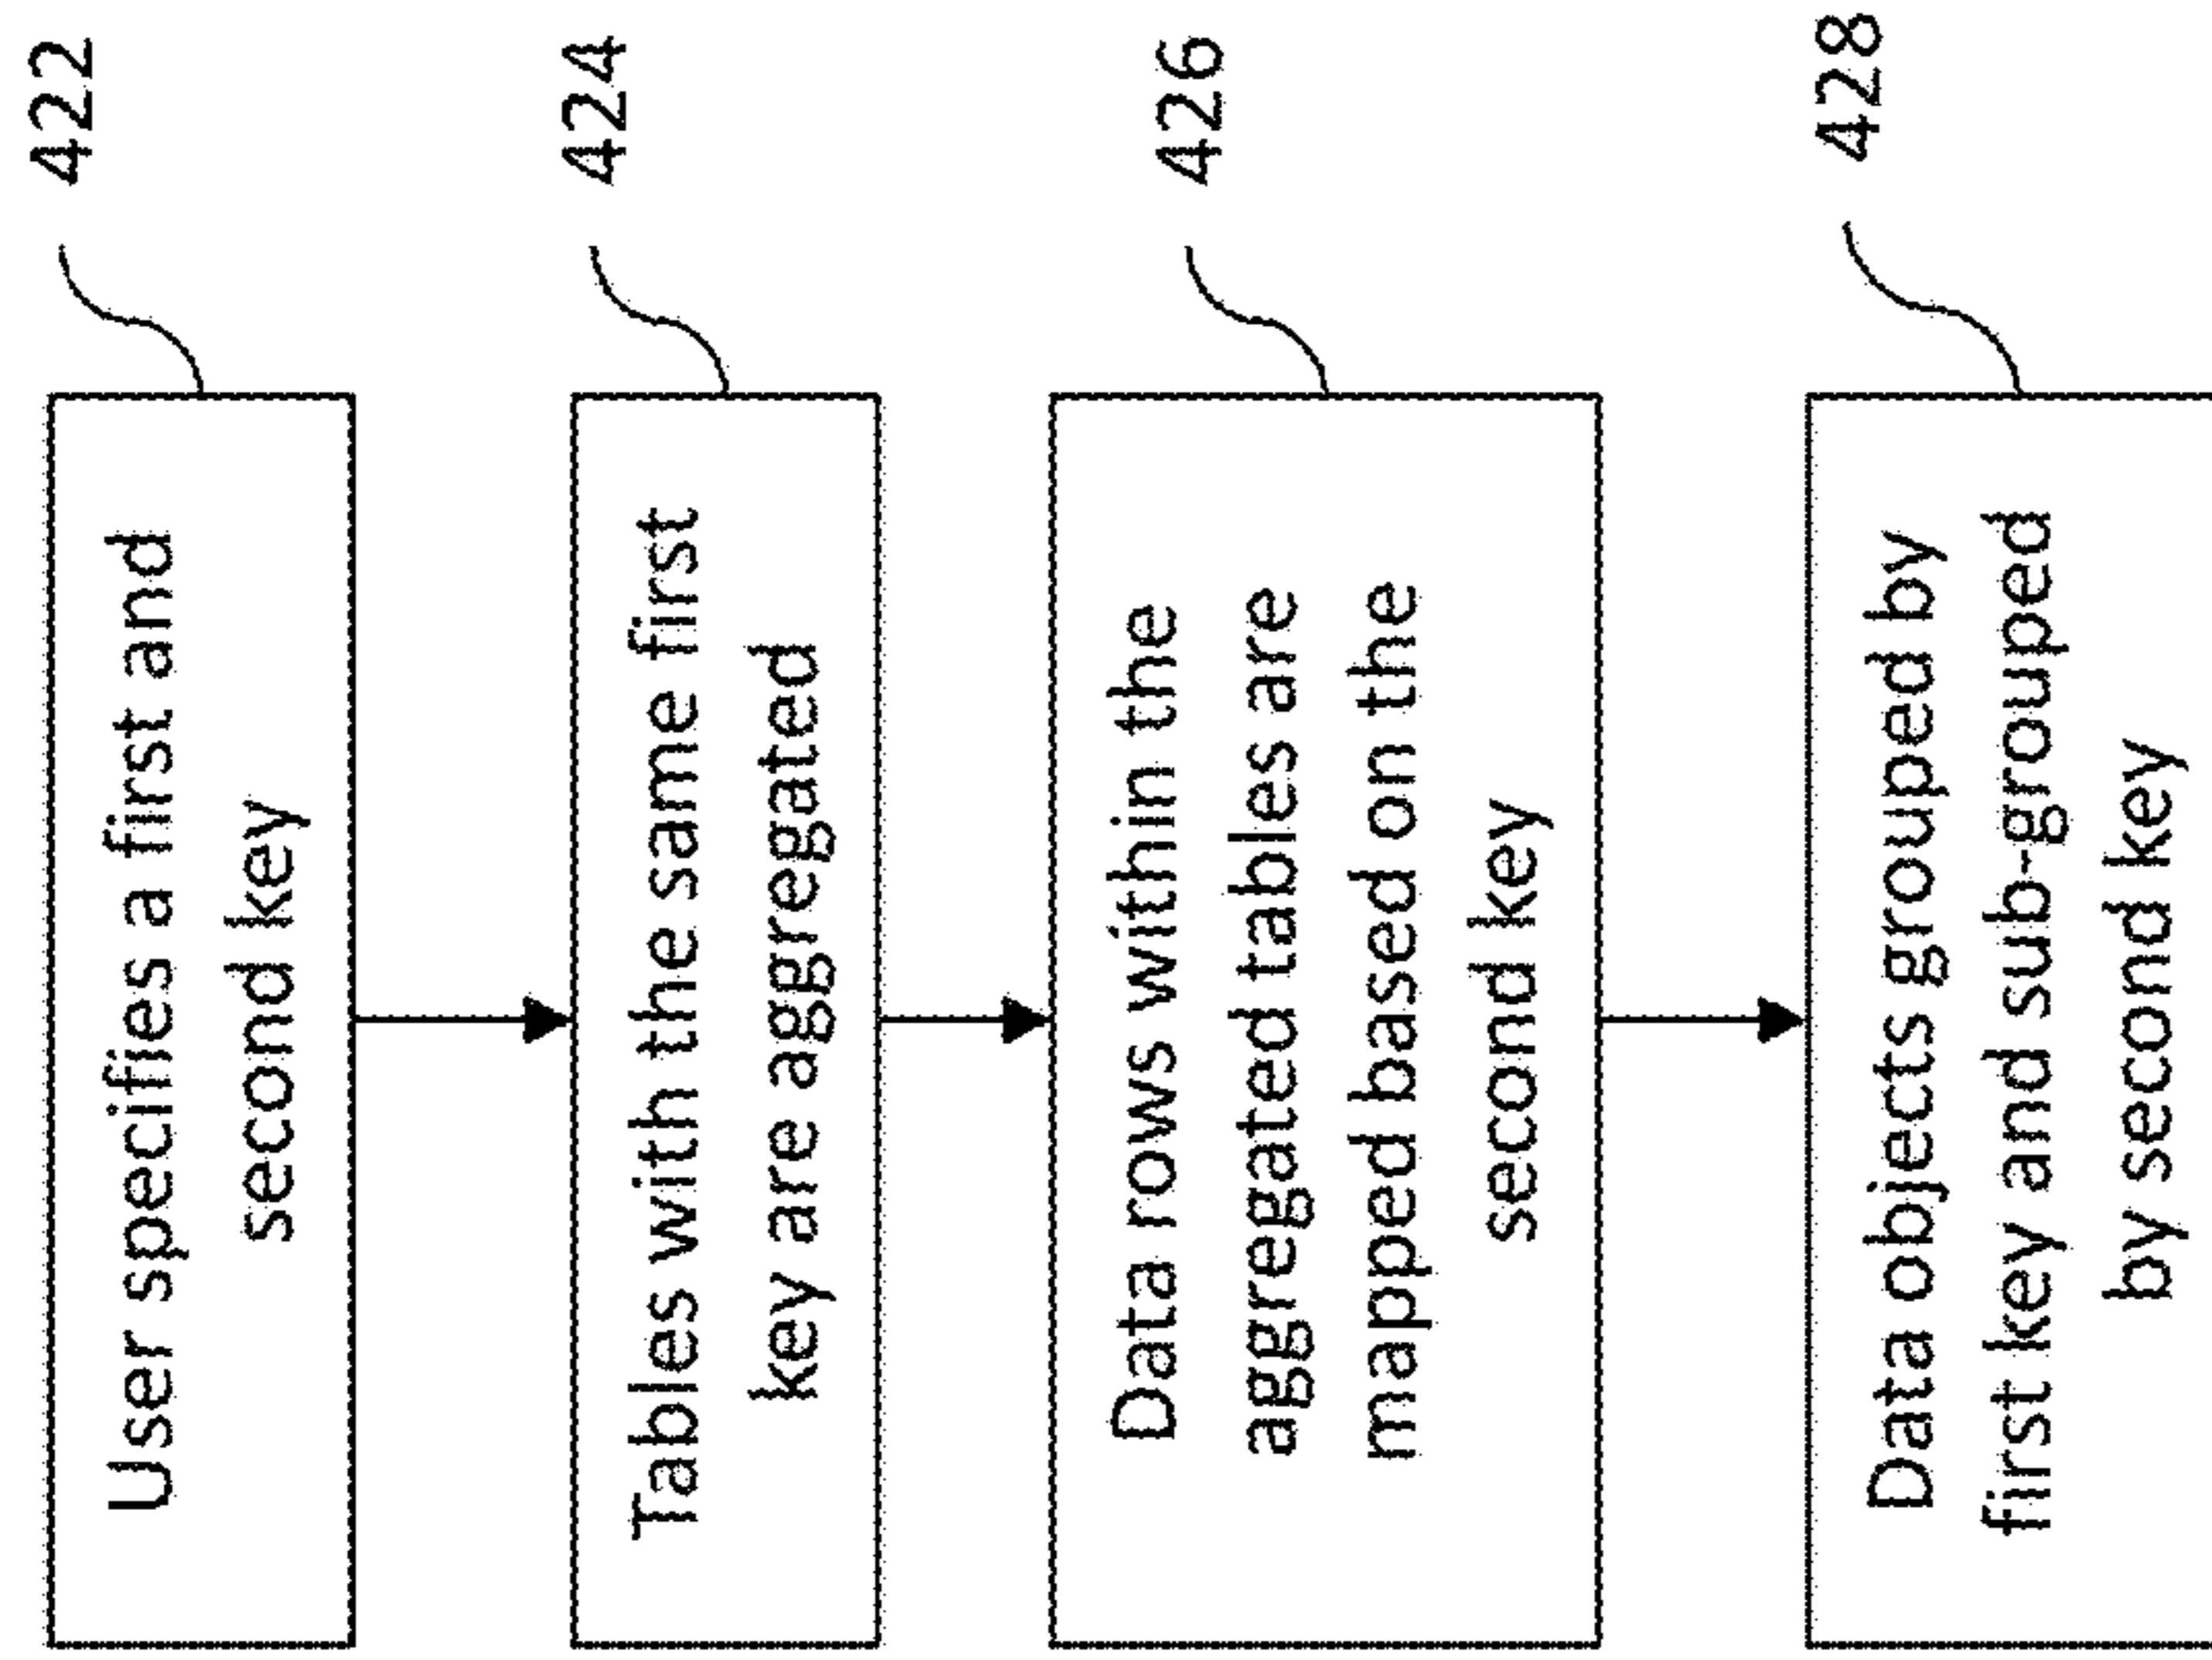 User specifies a first and
second key
422
Tables with the same first
key are aggregated
424
Data rows within the
aggregated tables are
mapped based on the
second key
426
Data objects grouped by
first key and sub-grouped
by second key
428